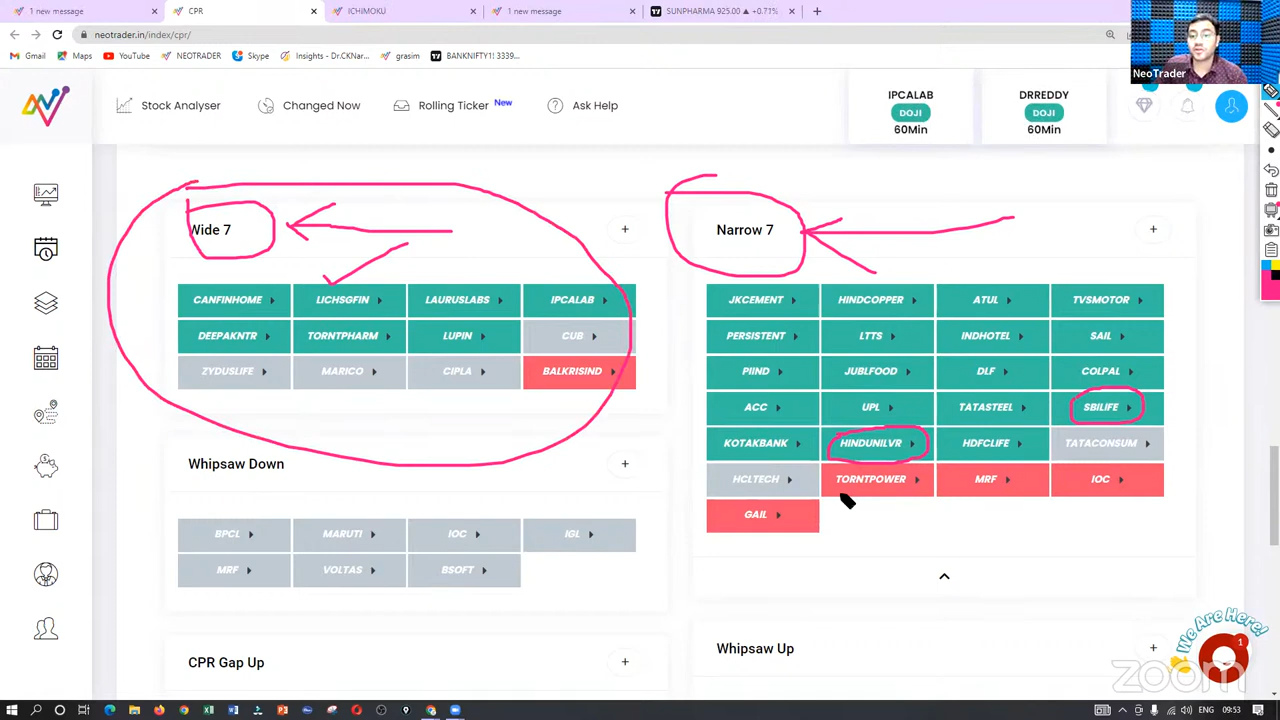 1 new message
CPR
ICHIMOKU
1 new message
SUNPHARMA 925.00 ▲ +0.71%
neotrader.in/index/cpr/
Gmail
Maps
YouTube
NEOTRADER
Skype
Insights - Dr.CKNar...
grasim
NeoTrader
Stock Analyser
Changed Now
Rolling Ticker New
Ask Help
IPCALAB
DOJI
60Min
DRREDDY
DOJI
60Min
Wide 7
CANFINHOME LICHSGFIN LAURUSLABS IPCALAB
DEEPAKNTR TORNTPHARM LUPIN CUB
ZYDUSLIFE MARICO CIPLA BALKRISIND
Narrow 7
JKCEMENT HINDCOPPER ATUL TVSMOTOR
PERSISTENT LTTS INDHOTEL SAIL
PIIND JUBLFOOD DLF COLPAL
ACC UPL TATASTEEL SBILIFE
KOTAKBANK HINDUNILVR HDFCLIFE TATACONSUM
HCLTECH TORNTPOWER MRF IOC
GAIL
Whipsaw Down
BPCL MARUTI IOC IGL
MRF VOLTAS BSOFT
CPR Gap Up
Whipsaw Up
We Are Here!
1
zoom
ENG
09:53